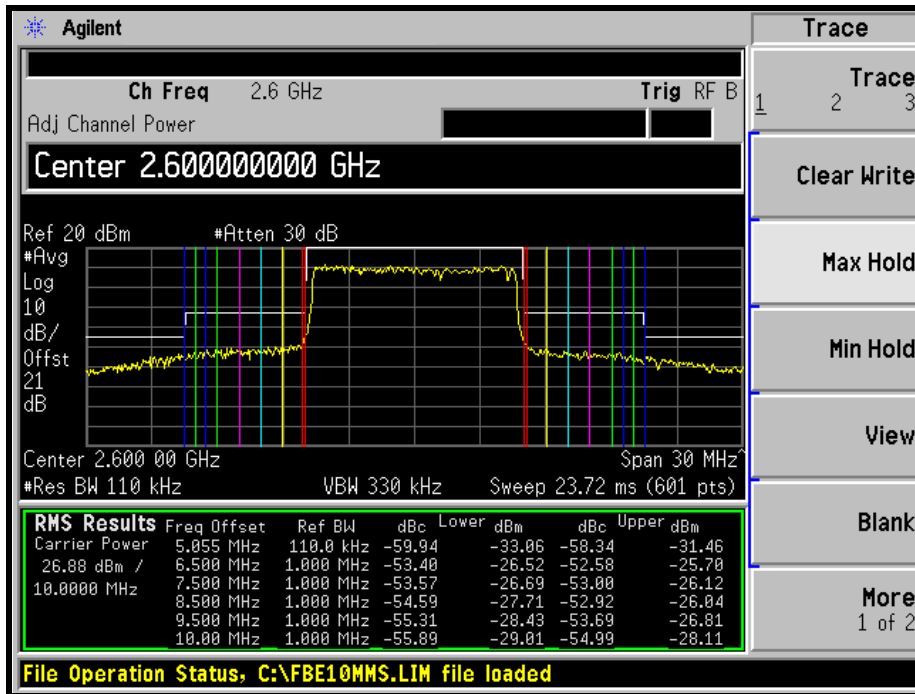 Agilent
Trace
Ch Freq 2.6 GHz Trig RF B
Adj Channel Power
Center 2.600000000 GHz
Ref 20 dBm #Atten 30 dB
#Avg
Log
10
dB/
Offst
21
dB
Center 2.600 00 GHz Span 30 MHz^
#Res BW 110 kHz VBW 330 kHz Sweep 23.72 ms (601 pts)
RMS Results Freq Offset Ref BW dBc Lower dBm dBc Upper dBm
Carrier Power 5.055 MHz 110.0 kHz -59.94 -33.06 -58.34 -31.46
26.88 dBm / 6.500 MHz 1.000 MHz -53.40 -26.52 -52.58 -25.70
10.0000 MHz 7.500 MHz 1.000 MHz -53.57 -26.69 -53.00 -26.12
8.500 MHz 1.000 MHz -54.59 -27.71 -52.92 -26.04
9.500 MHz 1.000 MHz -55.31 -28.43 -53.69 -26.81
10.00 MHz 1.000 MHz -55.89 -29.01 -54.99 -28.11
File Operation Status, C:\FBE10MMS.LIM file loaded
Trace
1 2 3
Clear Write
Max Hold
Min Hold
View
Blank
More
1 of 2